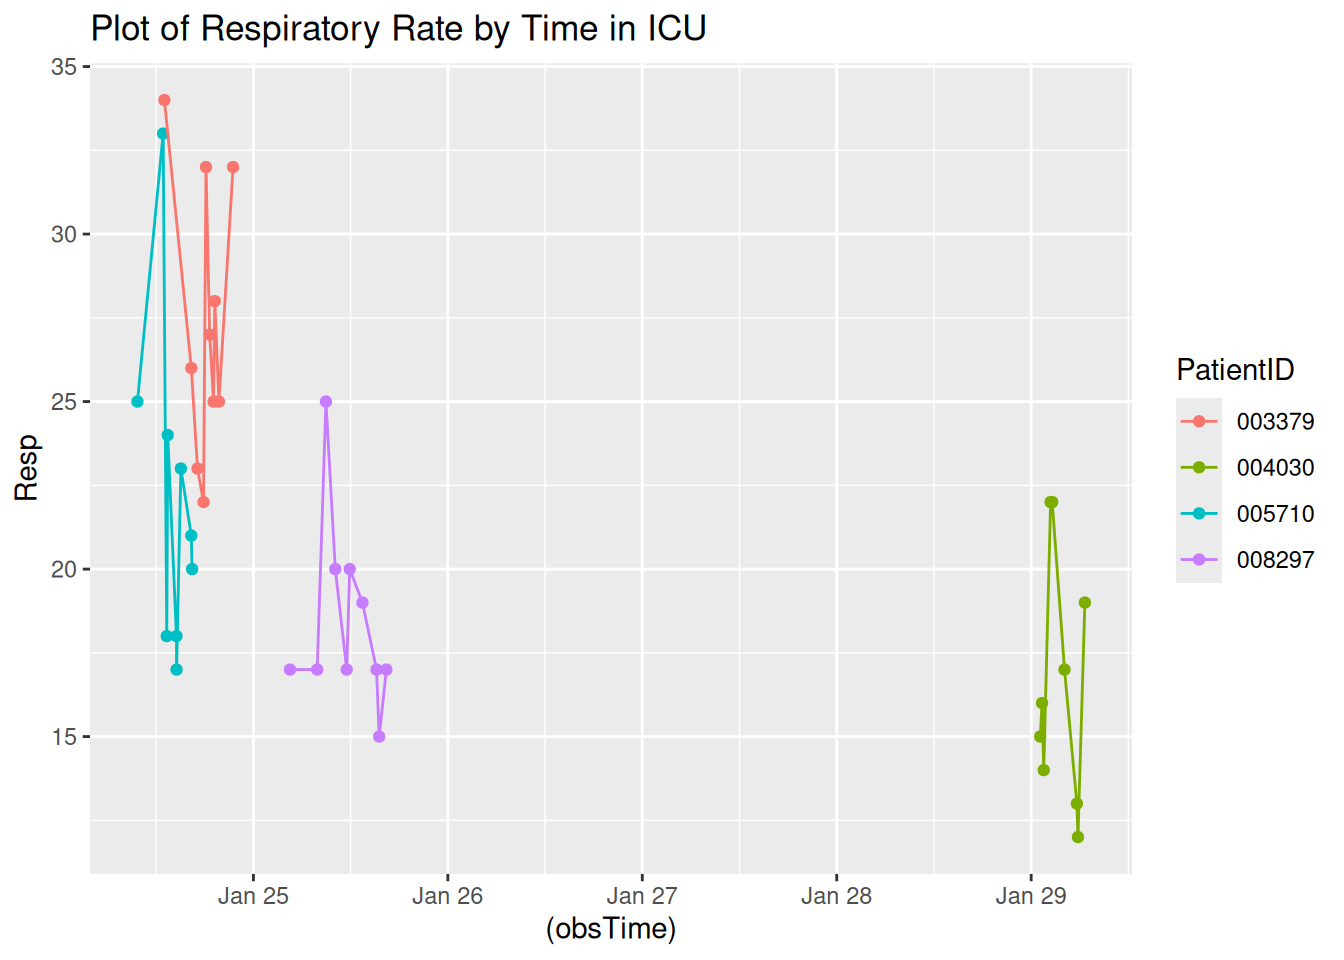 Plot of Respiratory Rate by Time in ICU
35
30
25
20
15
Resp
Jan 25
Jan 26
Jan 27
Jan 28
Jan 29
(obsTime)
PatientID
003379
004030
005710
008297